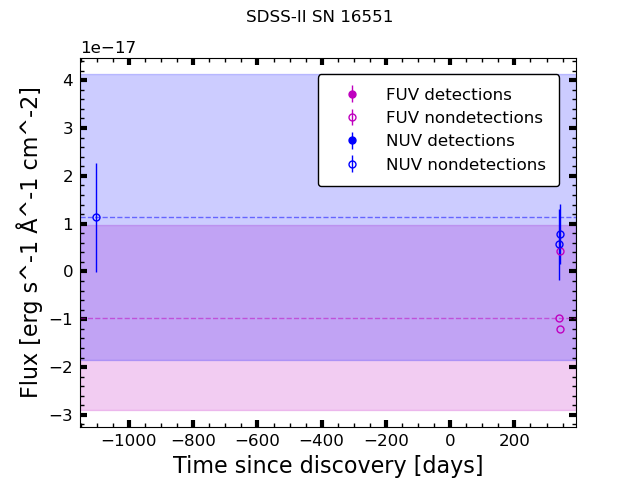 SDSS-II SN 16551
1e−17
FUV detections
FUV nondetections
NUV detections
NUV nondetections
4
3
2
1
0
−1
−2
−3
Flux [erg s^-1 Å^-1 cm^-2]
−1000 −800 −600 −400 −200 0 200
Time since discovery [days]